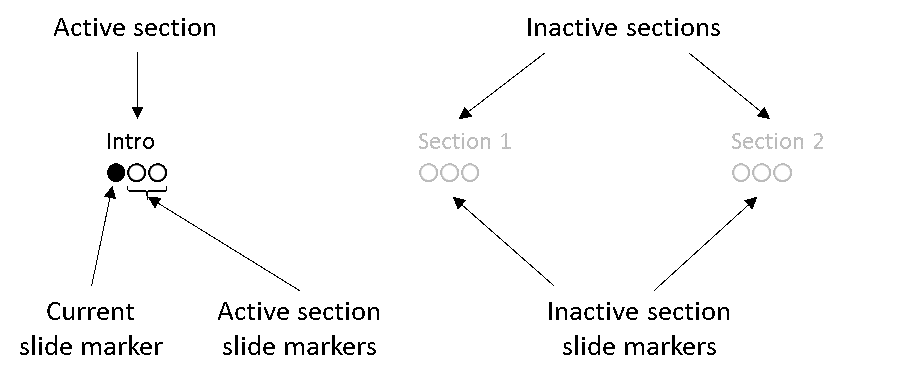 Active section
Inactive sections
Intro
Section 1
Section 2
Current
slide marker
Active section
slide markers
Inactive section
slide markers